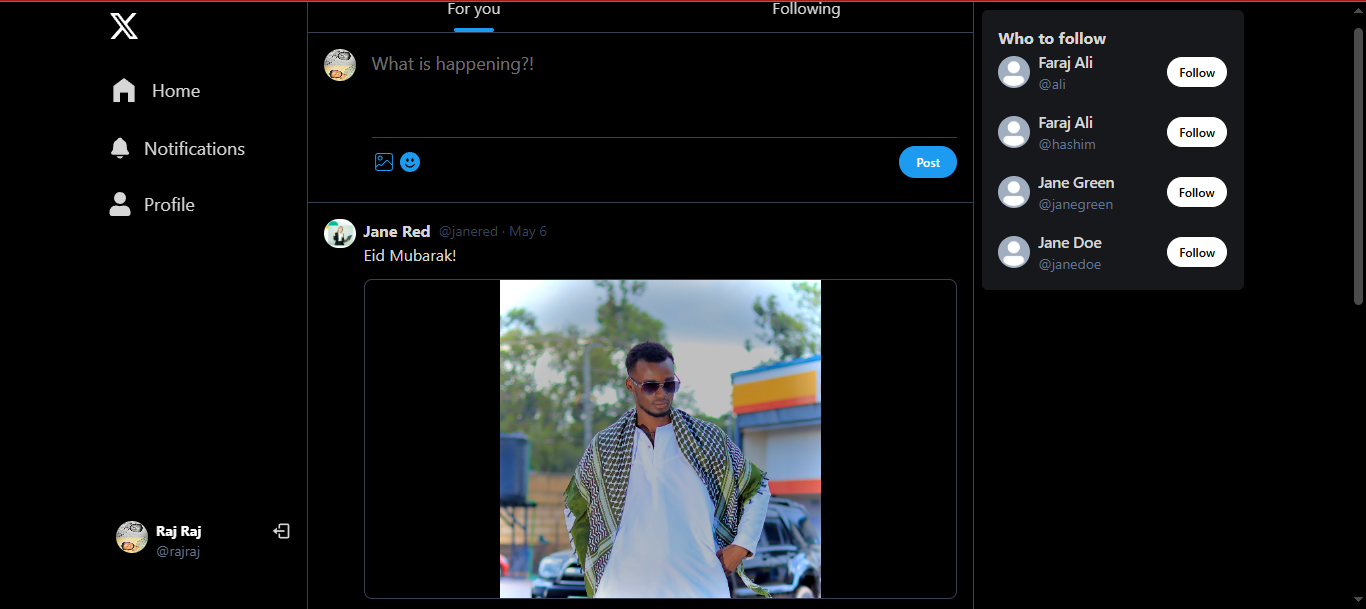 For you
Following
Home
Notifications
Profile
Raj Raj
@rajraj
What is happening?!
Post
Jane Red @janered · May 6
Eid Mubarak!
Who to follow
Faraj Ali
@ali
Follow
Faraj Ali
@hashim
Follow
Jane Green
@janegreen
Follow
Jane Doe
@janedoe
Follow